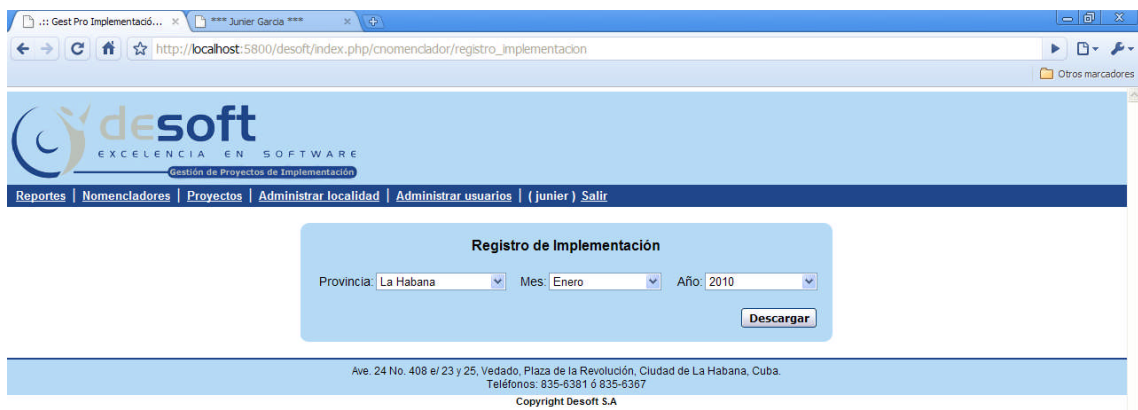 .:: Gest Pro Implementació... *** Junier Garcia ***
http://localhost:5800/desoft/index.php/cnomenclador/registro_implementacion
Otros marcadores
desoft
EXCELENCIA EN SOFTWARE
Gestión de Proyectos de Implementación
Reportes | Nomencladores | Proyectos | Administrar localidad | Administrar usuarios | ( junier ) Salir
Registro de Implementación
Provincia: La Habana Mes: Enero Año: 2010
Descargar
Ave. 24 No. 408 e/ 23 y 25, Vedado, Plaza de la Revolución, Ciudad de La Habana, Cuba.
Teléfonos: 835-6381 ó 835-6367
Copyright Desoft S.A